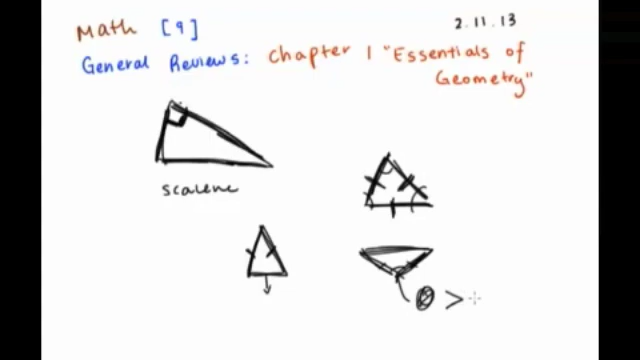 Math [9]
2.11.13
General Reviews: Chapter 1 "Essentials of
Geometry"
scalene
θ >